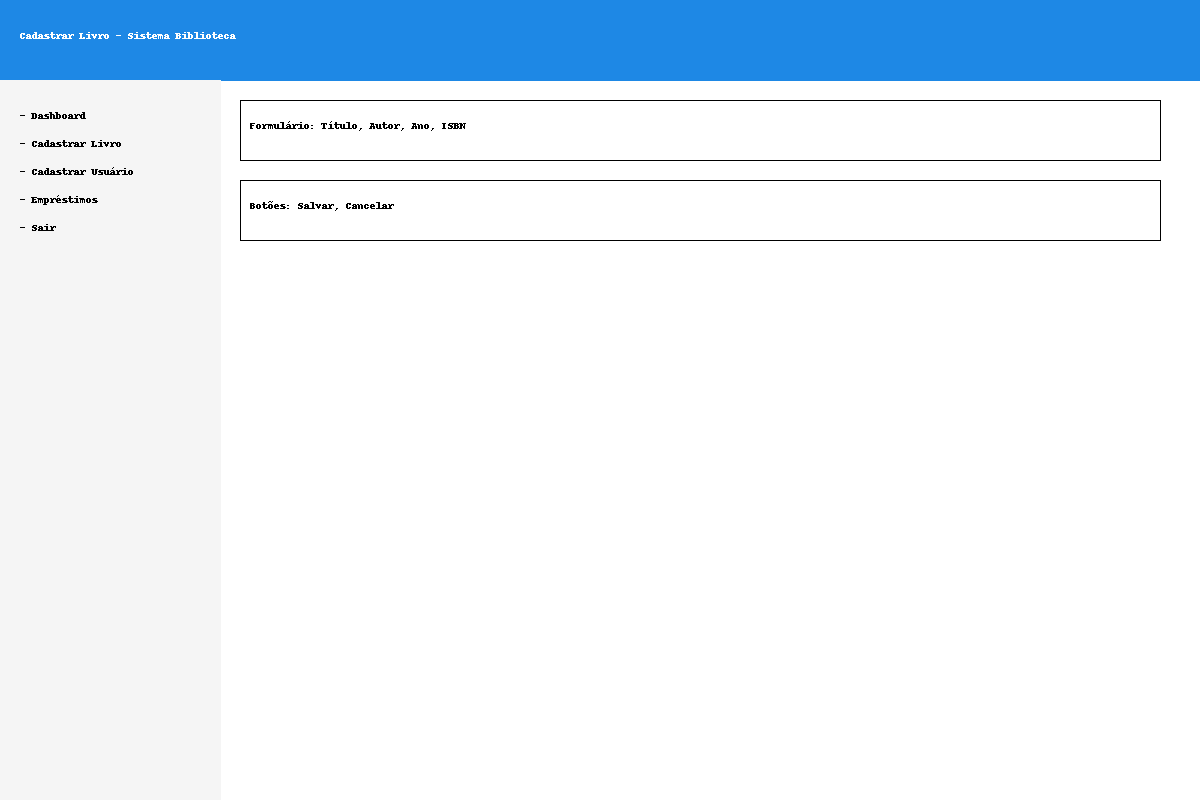 Cadastrar Livro - Sistema Biblioteca
- Dashboard
- Cadastrar Livro
- Cadastrar Usuário
- Empréstimos
- Sair
Formulário: Título, Autor, Ano, ISBN
Botões: Salvar, Cancelar